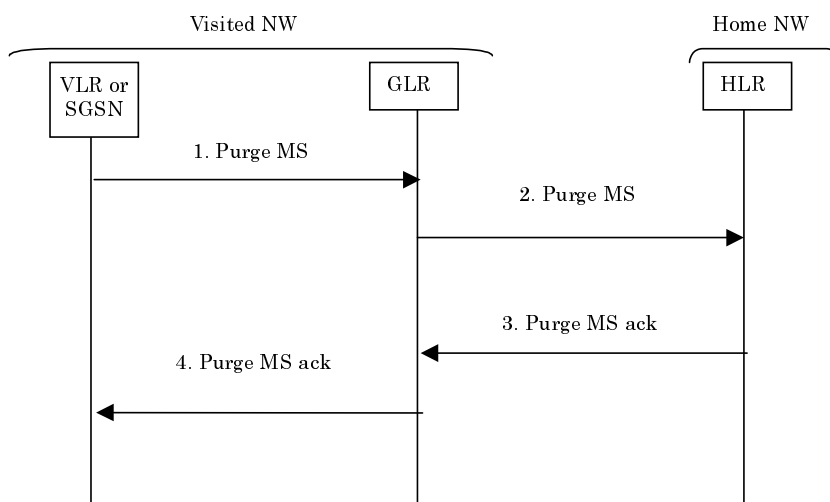 Visited NW
Home NW
VLR or
SGSN
GLR
HLR
1. Purge MS
2. Purge MS
3. Purge MS ack
4. Purge MS ack